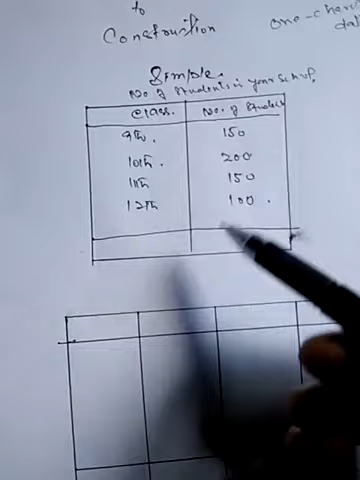 to
Construction
one-
Simple.
No. of Students in your school.
Class. No. of Students
9th. 150
10th. 200
11th 150
12th 100.